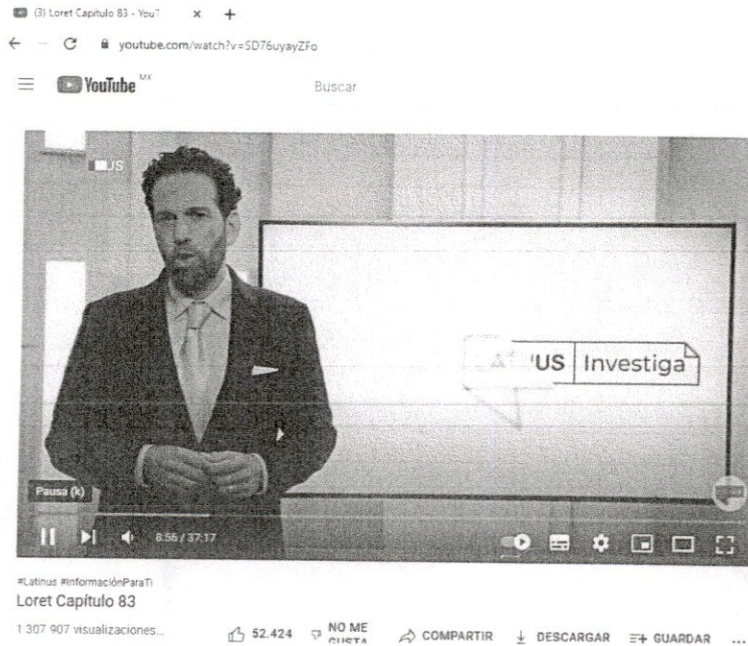 (3) Loret Capítulo 83 - YouT
youtube.com/watch?v=SD76uyayZFo
YouTube MX
Buscar
US
US Investiga
Pausa (k)
8:56 / 37:17
#Latinus #InformaciónParaTi
Loret Capítulo 83
1 307 907 visualizaciones...
52.424
NO ME GUSTA
COMPARTIR
DESCARGAR
GUARDAR
...